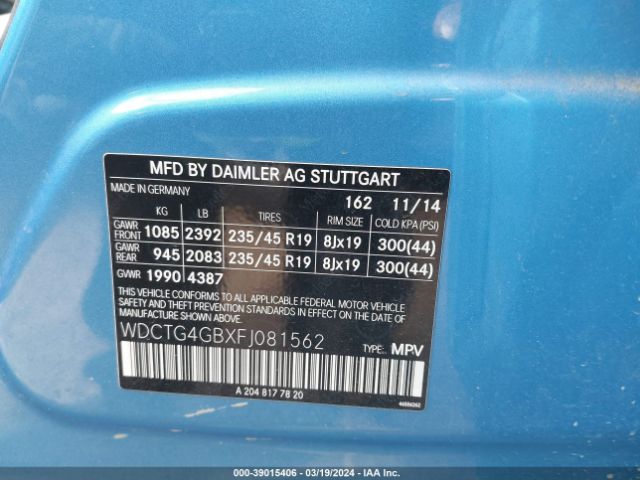 MFD BY DAIMLER AG STUTTGART
MADE IN GERMANY 162 11/14
KG LB TIRES RIM SIZE COLD KPA (PSI)
GAWR FRONT 1085 2392 235/45 R19 8Jx19 300(44)
GAWR REAR 945 2083 235/45 R19 8Jx19 300(44)
GVWR 1990 4387
THIS VEHICLE CONFORMS TO ALL APPLICABLE FEDERAL MOTOR VEHICLE
SAFETY, BUMPER, AND THEFT PREVENTION STANDARDS IN EFFECT ON THE DATE OF
MANUFACTURE SHOWN ABOVE.
WDCTG4GBXFJ081562 TYPE: MPV
A 204 817 78 20
000-39015406 - 03/19/2024 - IAA Inc.